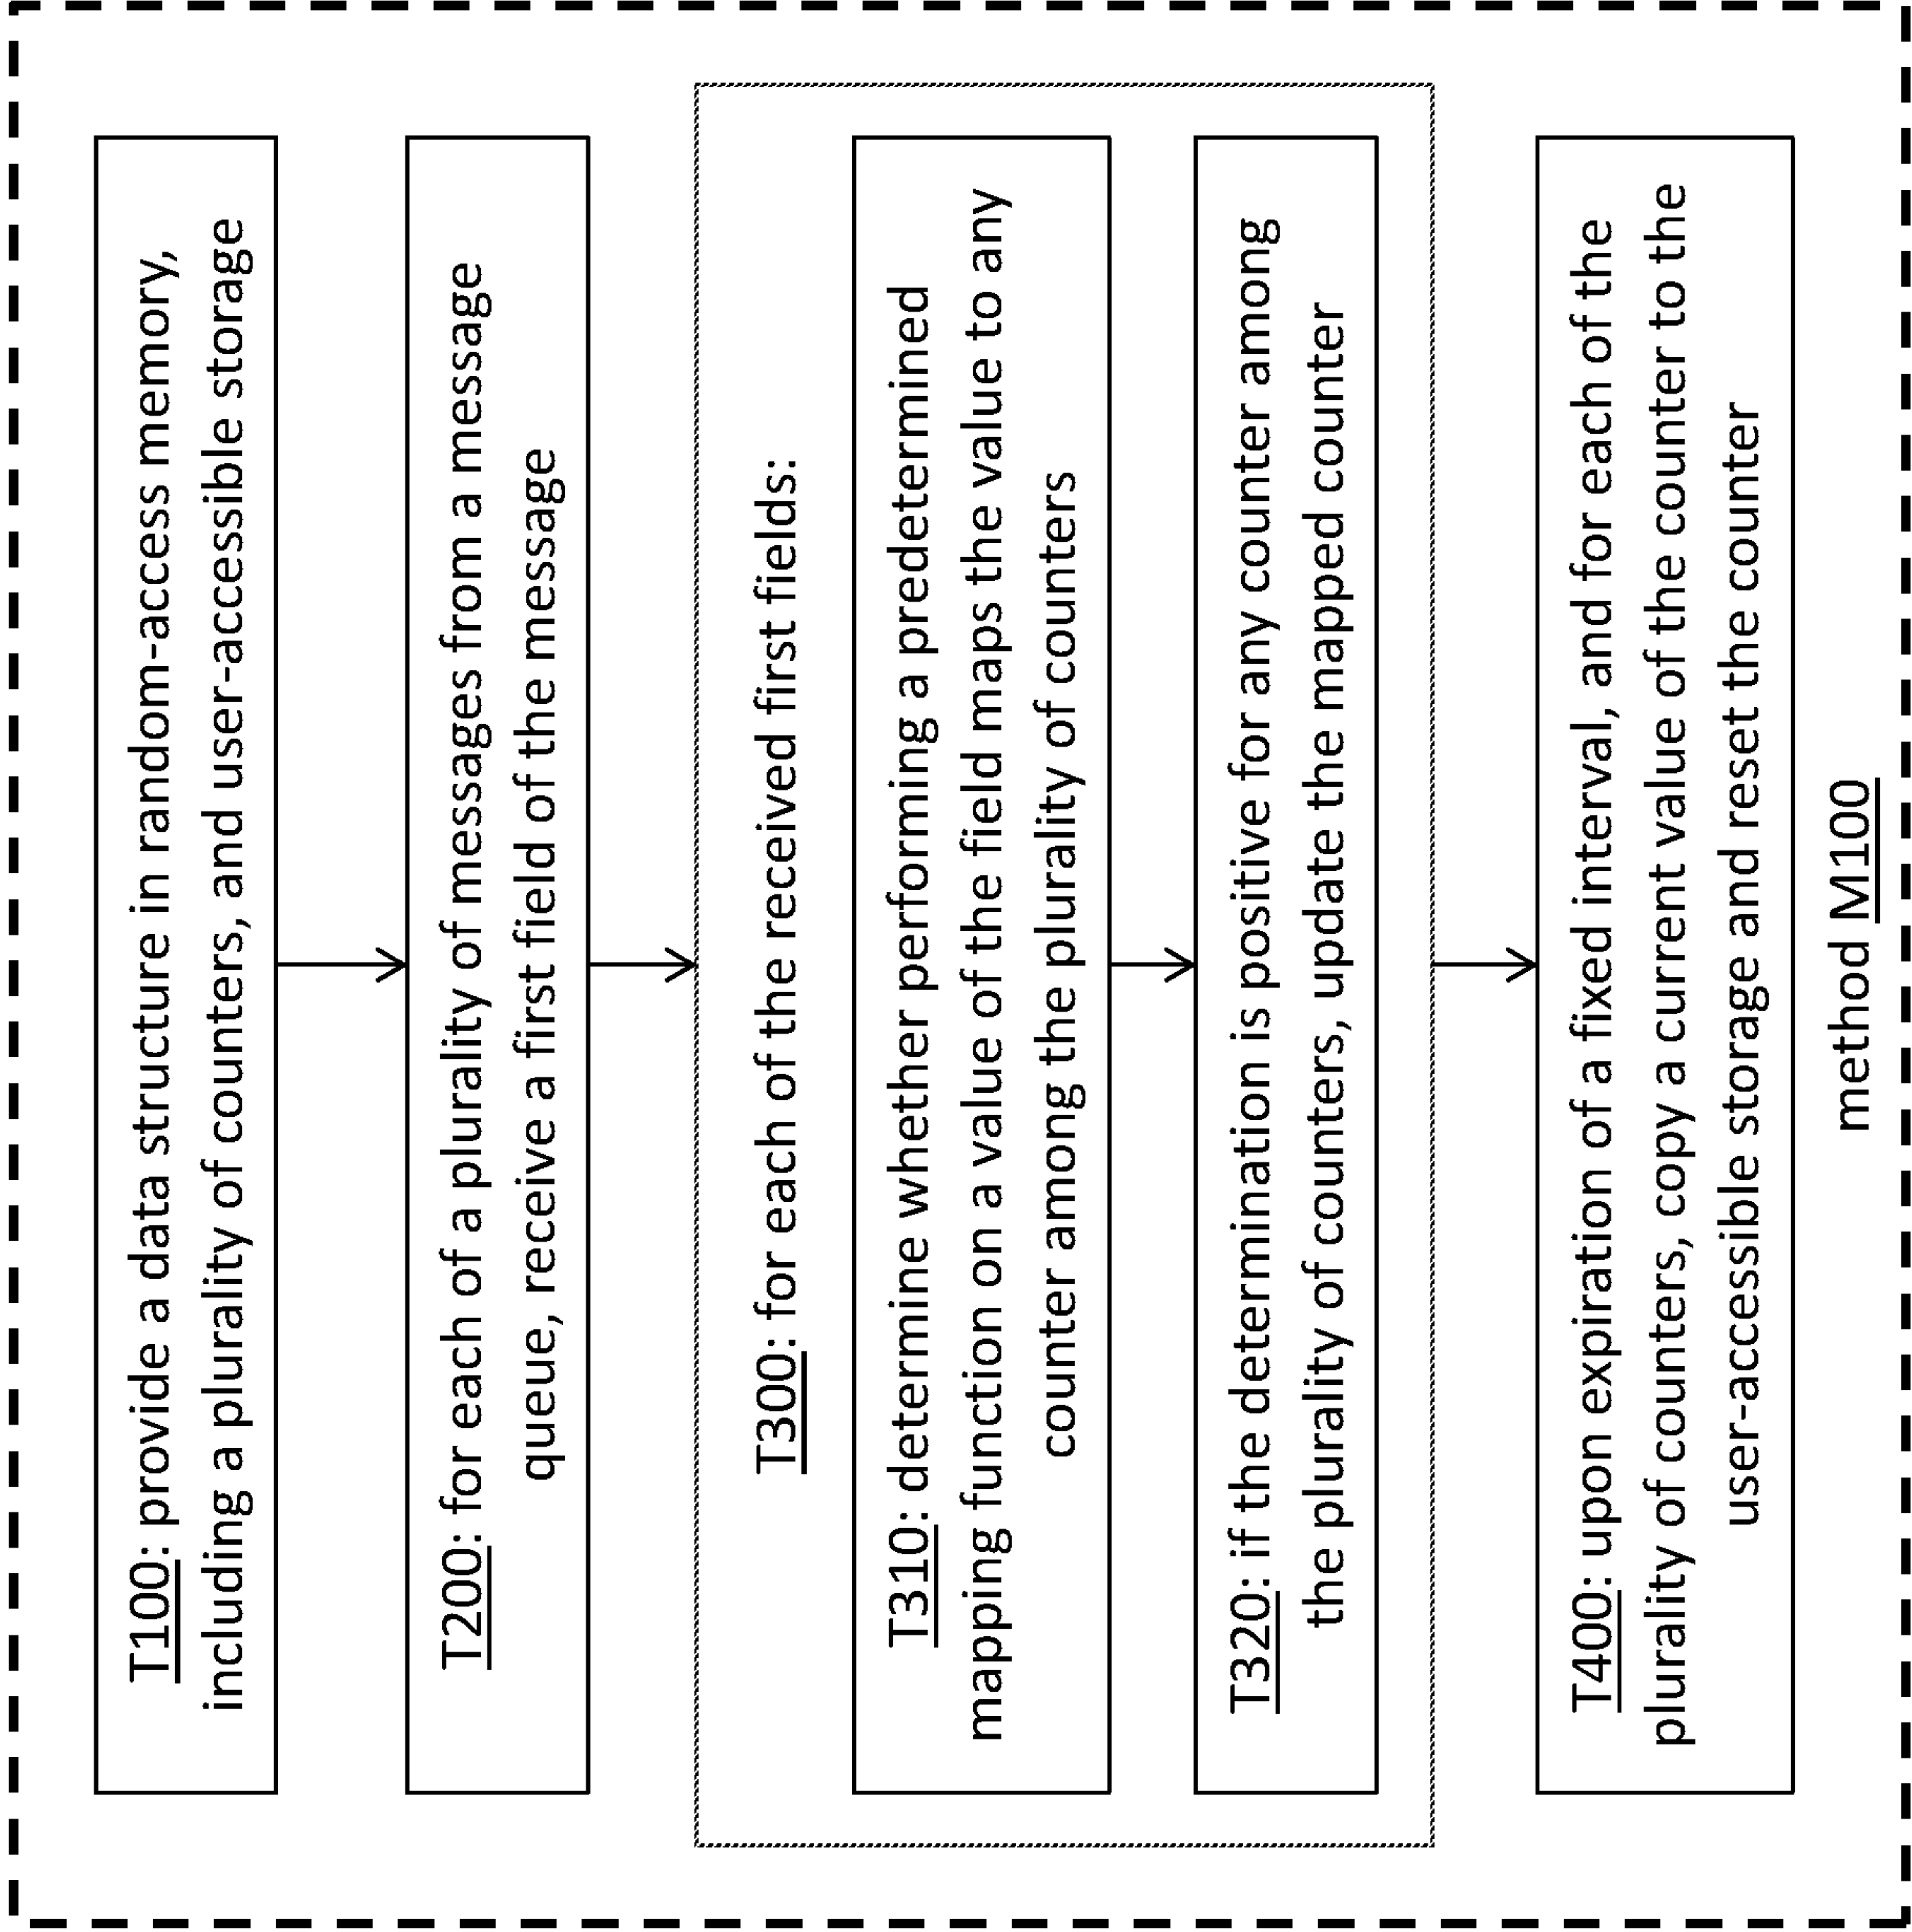 T100: provide a data structure in random-access memory,
including a plurality of counters, and user-accessible storage
T200: for each of a plurality of messages from a message
queue, receive a first field of the message
T300: for each of the received first fields:
T310: determine whether performing a predetermined
mapping function on a value of the field maps the value to any
counter among the plurality of counters
T320: if the determination is positive for any counter among
the plurality of counters, update the mapped counter
T400: upon expiration of a fixed interval, and for each of the
plurality of counters, copy a current value of the counter to the
user-accessible storage and reset the counter
method M100